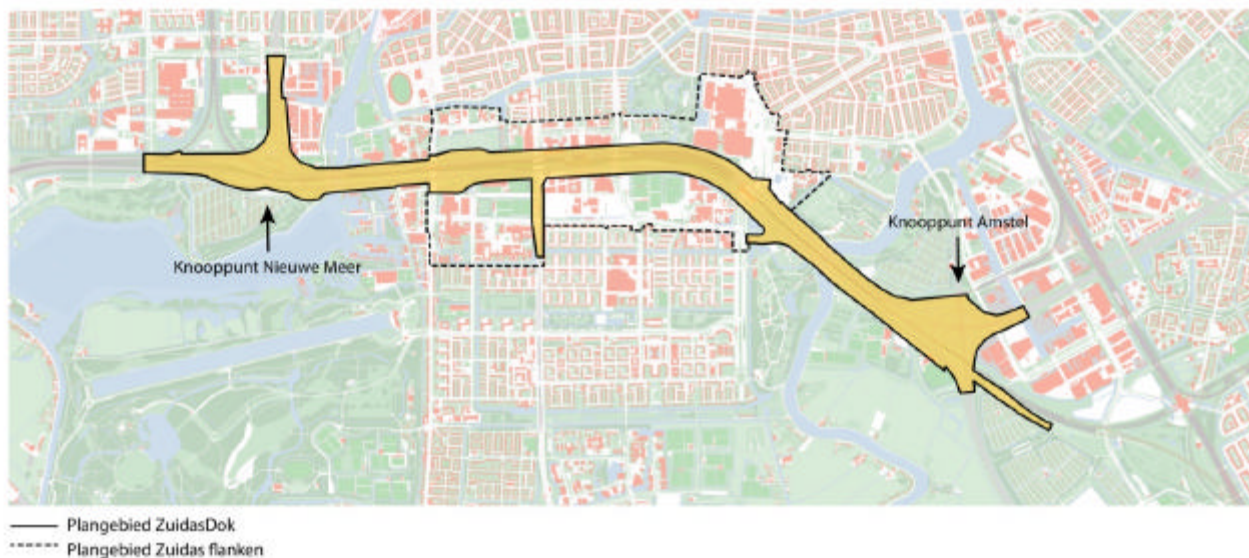 Knooppunt Amstel
Knooppunt Nieuwe Meer
Plangebied ZuidasDok
Plangebied Zuidas flanken